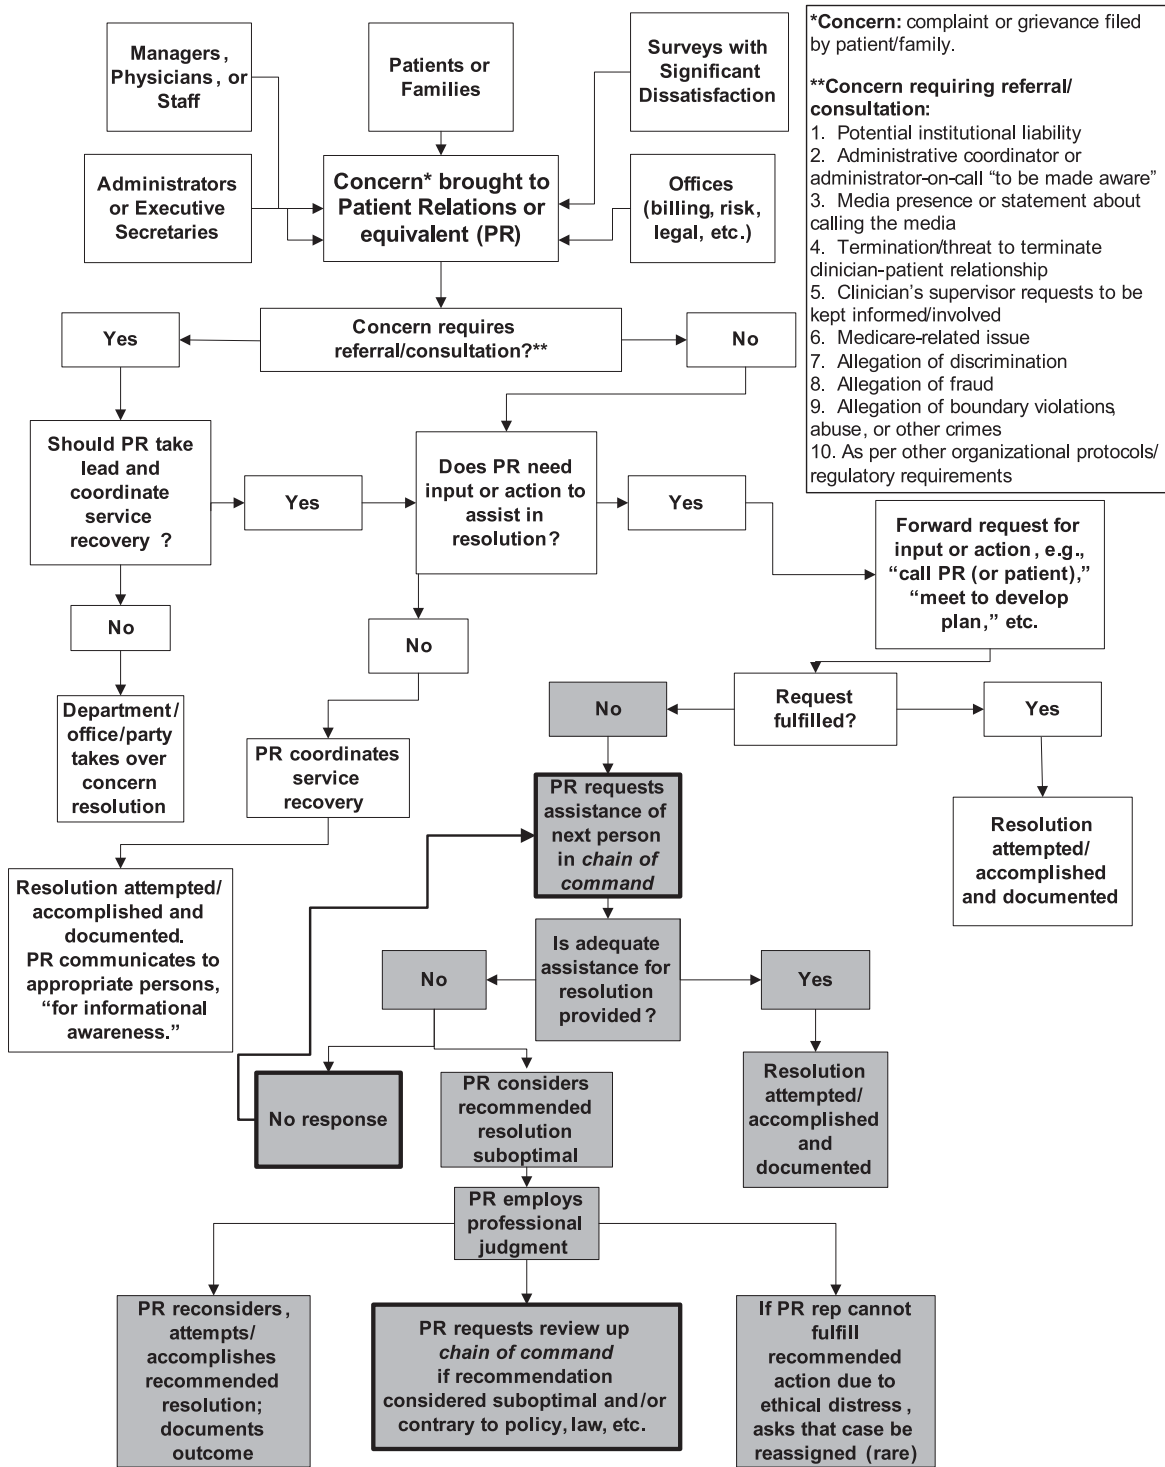 Managers,
Physicians, or
Staff
Patients or
Families
Surveys with
Significant
Dissatisfaction
Administrators
or Executive
Secretaries
Concern* brought to
Patient Relations or
equivalent (PR)
Offices
(billing, risk,
legal, etc.)
*Concern: complaint or grievance filed
by patient/family.
**Concern requiring referral/
consultation:
1. Potential institutional liability
2. Administrative coordinator or
administrator-on-call “to be made aware”
3. Media presence or statement about
calling the media
4. Termination/threat to terminate
clinician-patient relationship
5. Clinician’s supervisor requests to be
kept informed/involved
6. Medicare-related issue
7. Allegation of discrimination
8. Allegation of fraud
9. Allegation of boundary violations,
abuse, or other crimes
10. As per other organizational protocols/
regulatory requirements
Yes
Concern requires
referral/consultation?**
No
Should PR take
lead and
coordinate
service
recovery ?
Yes
Does PR need
input or action to
assist in
resolution?
Yes
Forward request for
input or action, e.g.,
“call PR (or patient),”
“meet to develop
plan,” etc.
No
No
Department/
office/party
takes over
concern
resolution
PR coordinates
service
recovery
No
Request
fulfilled?
Yes
PR requests
assistance of
next person
in chain of
command
Resolution
attempted/
accomplished
and documented
Resolution attempted/
accomplished and
documented.
PR communicates to
appropriate persons,
“for informational
awareness.”
No
Is adequate
assistance for
resolution
provided ?
Yes
No response
PR considers
recommended
resolution
suboptimal
Resolution
attempted/
accomplished
and
documented
PR employs
professional
judgment
PR reconsiders,
attempts/
accomplishes
recommended
resolution;
documents
outcome
PR requests review up
chain of command
if recommendation
considered suboptimal and/or
contrary to policy, law, etc.
If PR rep cannot
fulfill
recommended
action due to
ethical distress,
asks that case be
reassigned (rare)